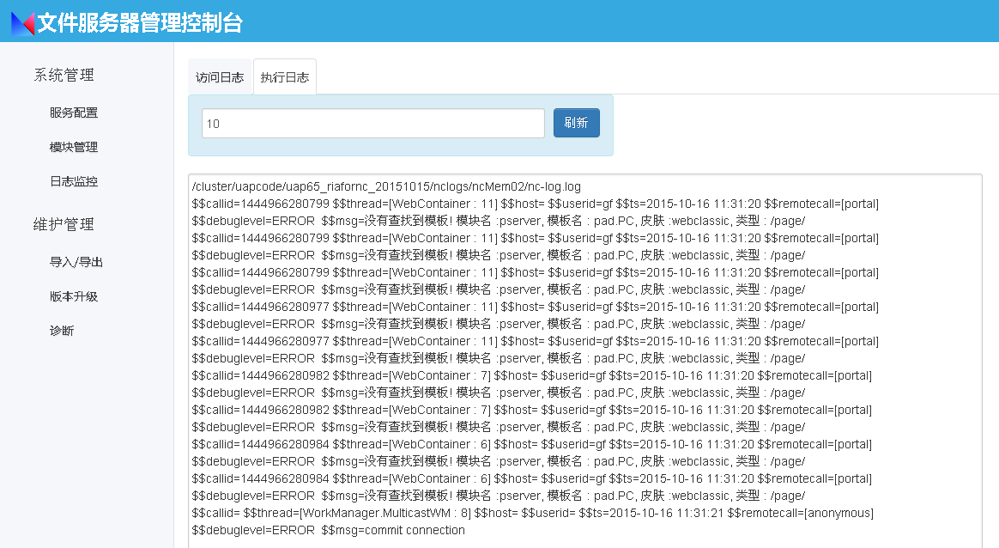 文件服务器管理控制台
系统管理
服务配置
模块管理
日志监控
维护管理
导入/导出
版本升级
诊断
访问日志
执行日志
10
刷新
/cluster/uapcode/uap65_riafornc_20151015/nclogs/ncMem02/nc-log.log
$$callid=1444966280799 $$thread=[WebContainer : 11] $$host= $$userid=gf $$ts=2015-10-16 11:31:20 $$remotecall=[portal]
$$debuglevel=ERROR  $$msg=没有查找到模板! 模块名 :pserver, 模板名 : pad.PC, 皮肤 :webclassic, 类型 : /page/
$$callid=1444966280799 $$thread=[WebContainer : 11] $$host= $$userid=gf $$ts=2015-10-16 11:31:20 $$remotecall=[portal]
$$debuglevel=ERROR  $$msg=没有查找到模板! 模块名 :pserver, 模板名 : pad.PC, 皮肤 :webclassic, 类型 : /page/
$$callid=1444966280799 $$thread=[WebContainer : 11] $$host= $$userid=gf $$ts=2015-10-16 11:31:20 $$remotecall=[portal]
$$debuglevel=ERROR  $$msg=没有查找到模板! 模块名 :pserver, 模板名 : pad.PC, 皮肤 :webclassic, 类型 : /page/
$$callid=1444966280977 $$thread=[WebContainer : 11] $$host= $$userid=gf $$ts=2015-10-16 11:31:20 $$remotecall=[portal]
$$debuglevel=ERROR  $$msg=没有查找到模板! 模块名 :pserver, 模板名 : pad.PC, 皮肤 :webclassic, 类型 : /page/
$$callid=1444966280977 $$thread=[WebContainer : 11] $$host= $$userid=gf $$ts=2015-10-16 11:31:20 $$remotecall=[portal]
$$debuglevel=ERROR  $$msg=没有查找到模板! 模块名 :pserver, 模板名 : pad.PC, 皮肤 :webclassic, 类型 : /page/
$$callid=1444966280982 $$thread=[WebContainer : 7] $$host= $$userid=gf $$ts=2015-10-16 11:31:20 $$remotecall=[portal]
$$debuglevel=ERROR  $$msg=没有查找到模板! 模块名 :pserver, 模板名 : pad.PC, 皮肤 :webclassic, 类型 : /page/
$$callid=1444966280982 $$thread=[WebContainer : 7] $$host= $$userid=gf $$ts=2015-10-16 11:31:20 $$remotecall=[portal]
$$debuglevel=ERROR  $$msg=没有查找到模板! 模块名 :pserver, 模板名 : pad.PC, 皮肤 :webclassic, 类型 : /page/
$$callid=1444966280984 $$thread=[WebContainer : 6] $$host= $$userid=gf $$ts=2015-10-16 11:31:20 $$remotecall=[portal]
$$debuglevel=ERROR  $$msg=没有查找到模板! 模块名 :pserver, 模板名 : pad.PC, 皮肤 :webclassic, 类型 : /page/
$$callid=1444966280984 $$thread=[WebContainer : 6] $$host= $$userid=gf $$ts=2015-10-16 11:31:20 $$remotecall=[portal]
$$debuglevel=ERROR  $$msg=没有查找到模板! 模块名 :pserver, 模板名 : pad.PC, 皮肤 :webclassic, 类型 : /page/
$$callid= $$thread=[WorkManager.MulticastWM : 8] $$host= $$userid= $$ts=2015-10-16 11:31:21 $$remotecall=[anonymous]
$$debuglevel=ERROR  $$msg=commit connection